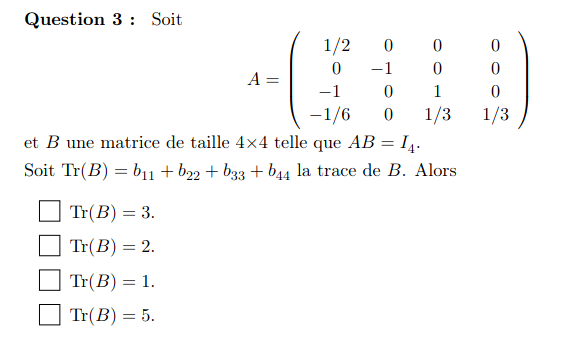 Question 3 : Soit
1/2 0 0 0
0 −1 0 0
A =
−1 0 1 0
−1/6 0 1/3 1/3
et B une matrice de taille 4×4 telle que AB = I₄.
Soit Tr(B) = b₁₁ + b₂₂ + b₃₃ + b₄₄ la trace de B. Alors
Tr(B) = 3.
Tr(B) = 2.
Tr(B) = 1.
Tr(B) = 5.